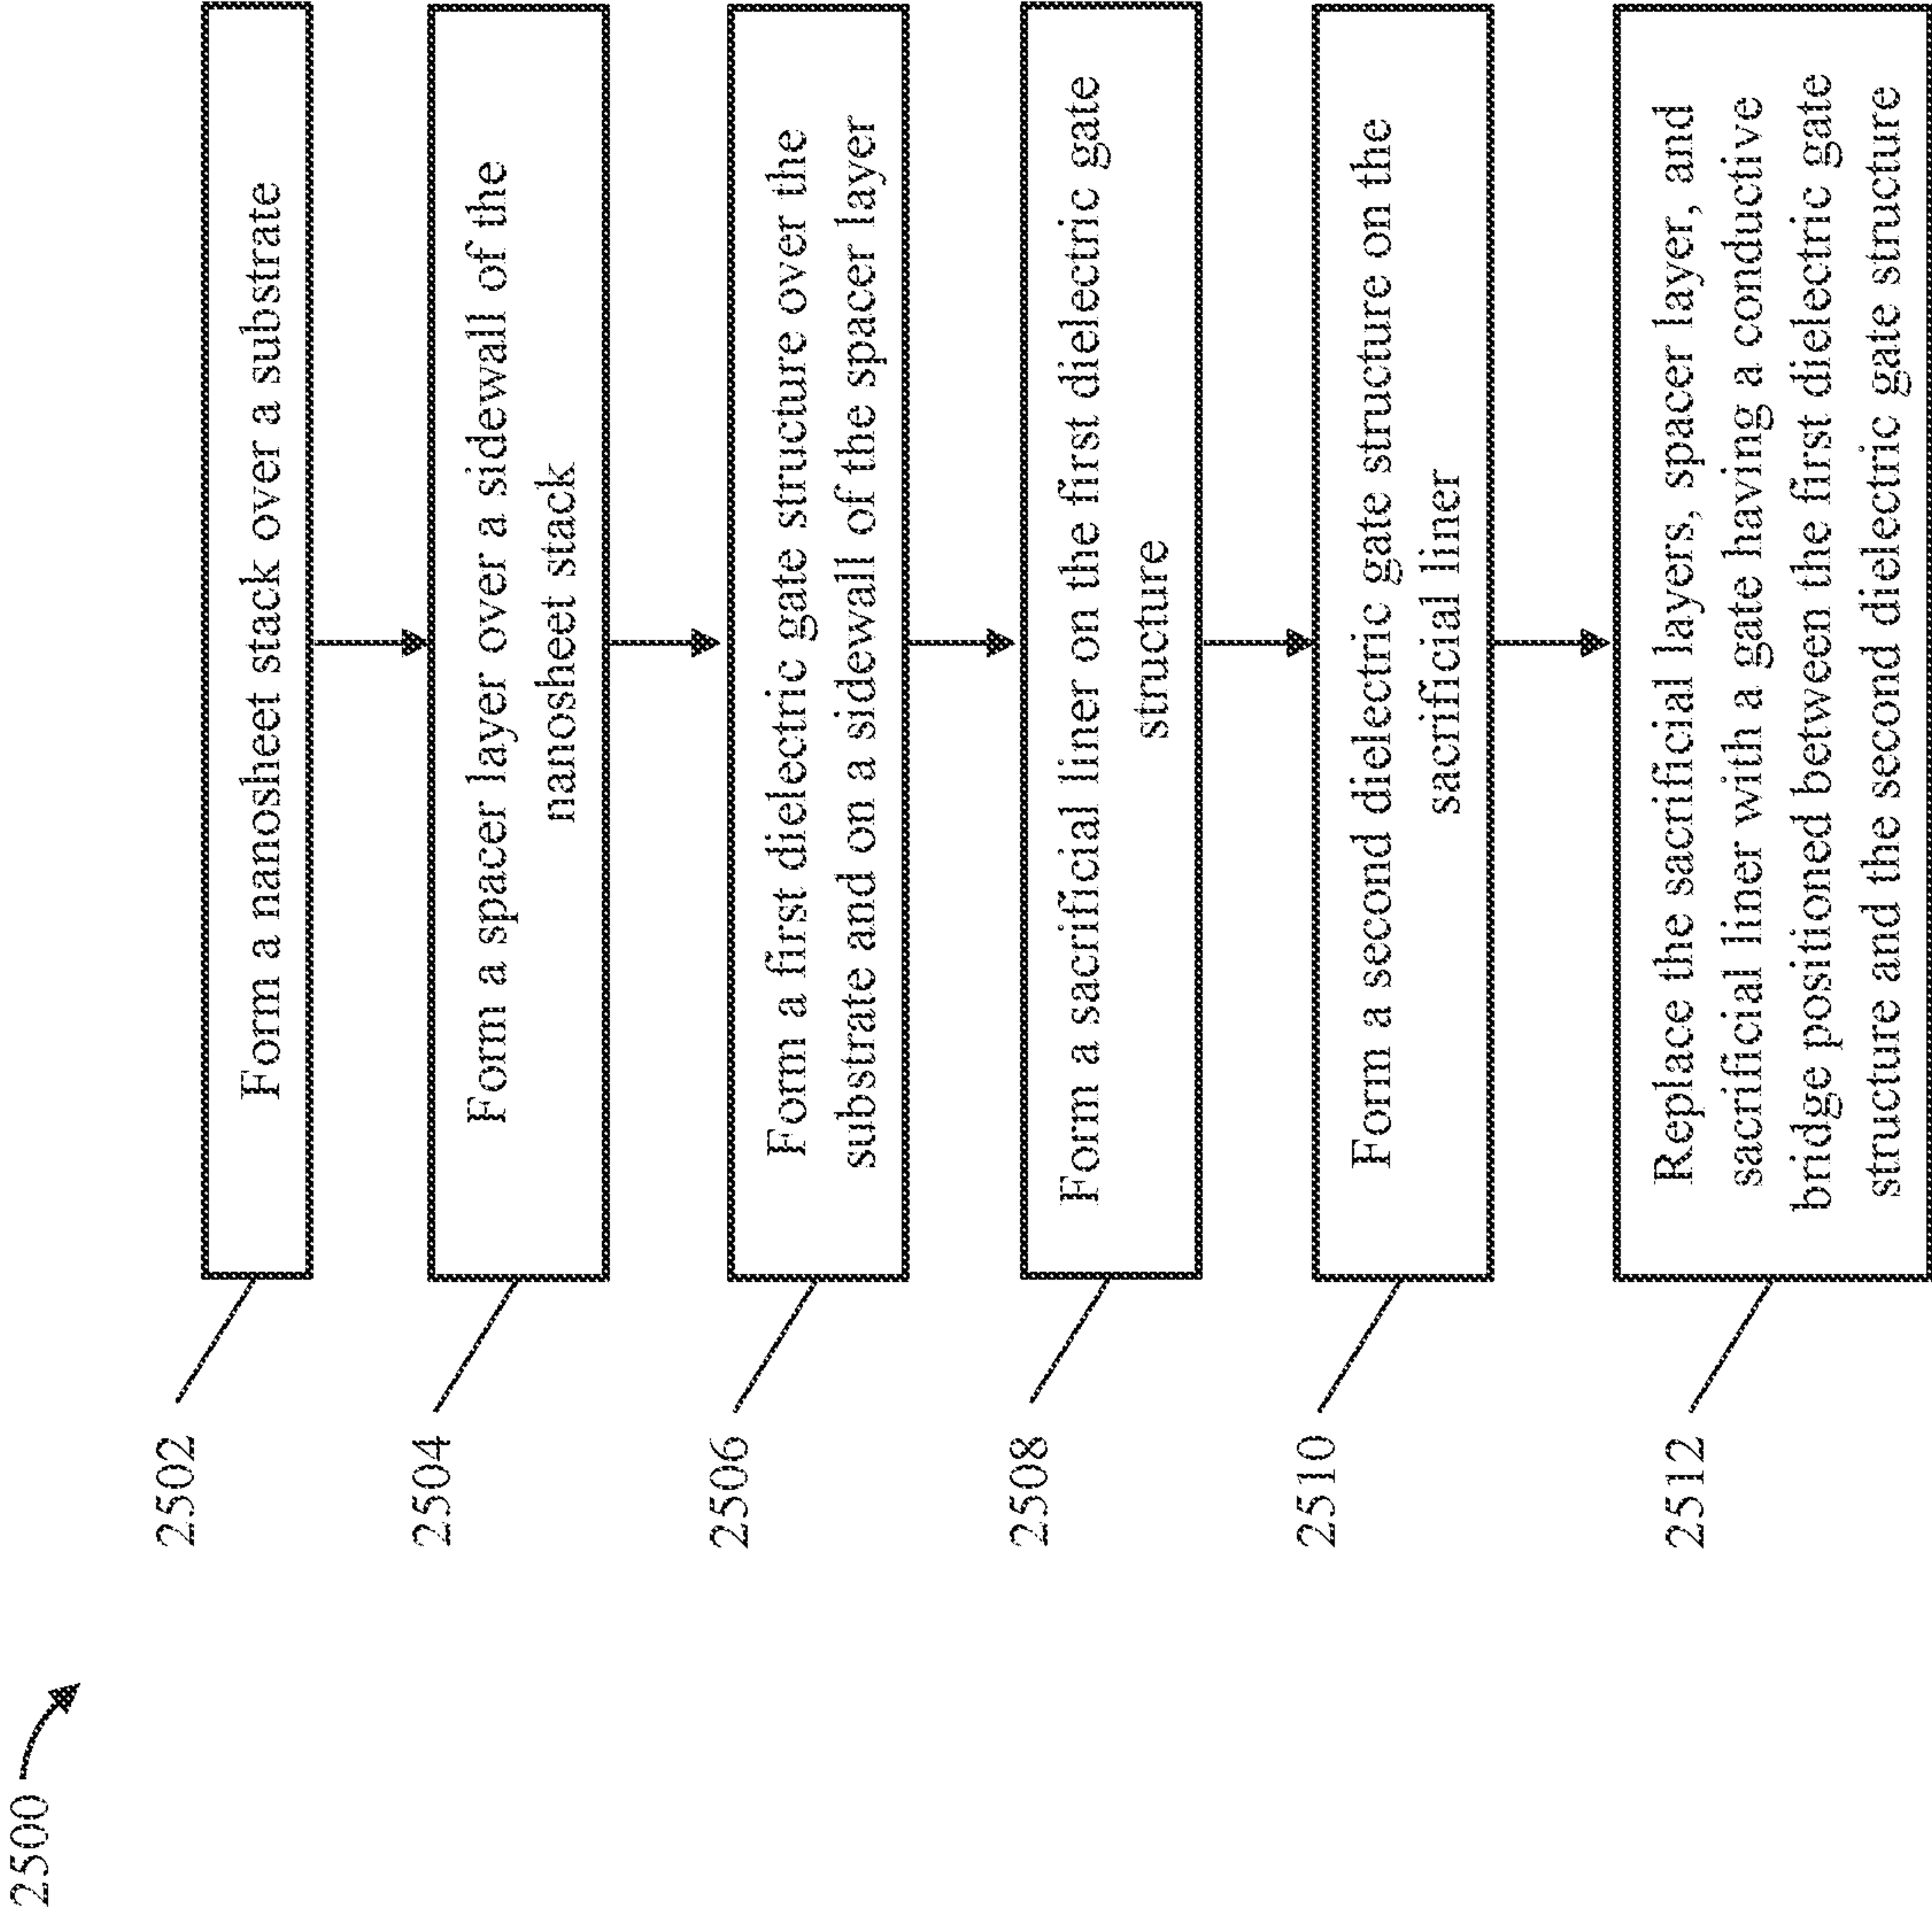 2500
2502
Form a nanosheet stack over a substrate
2504
Form a spacer layer over a sidewall of the
nanosheet stack
2506
Form a first dielectric gate structure over the
substrate and on a sidewall of the spacer layer
2508
Form a sacrificial liner on the first dielectric gate
structure
2510
Form a second dielectric gate structure on the
sacrificial liner
2512
Replace the sacrificial layers, spacer layer, and
sacrificial liner with a gate having a conductive
bridge positioned between the first dielectric gate
structure and the second dielectric gate structure